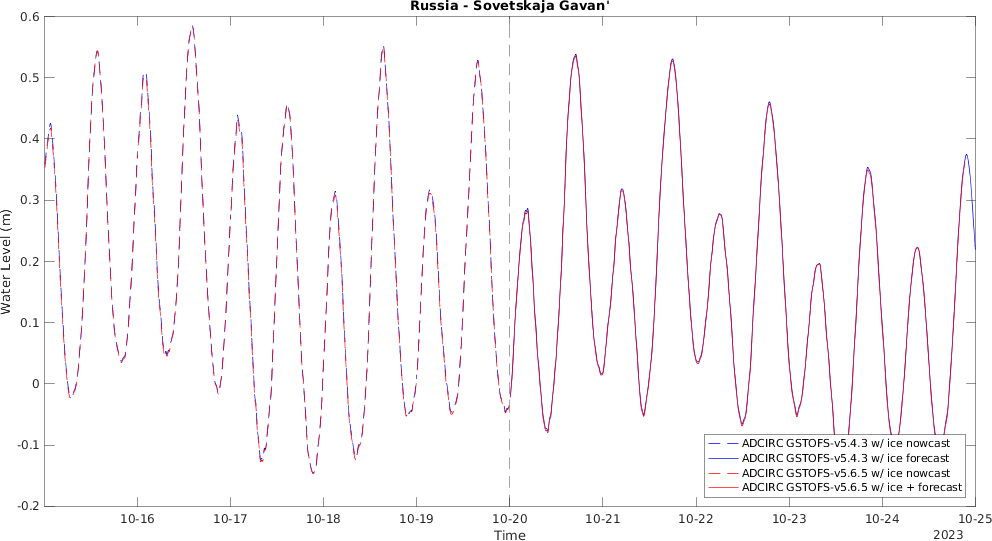 Russia - Sovetskaja Gavan'
0.6
0.5
0.4
0.3
0.2
0.1
0
-0.1
-0.2
Water Level (m)
10-16 10-17 10-18 10-19 10-20 10-21 10-22 10-23 10-24 10-25
Time
2023
ADCIRC GSTOFS-v5.4.3 w/ ice nowcast
ADCIRC GSTOFS-v5.4.3 w/ ice forecast
ADCIRC GSTOFS-v5.6.5 w/ ice nowcast
ADCIRC GSTOFS-v5.6.5 w/ ice + forecast